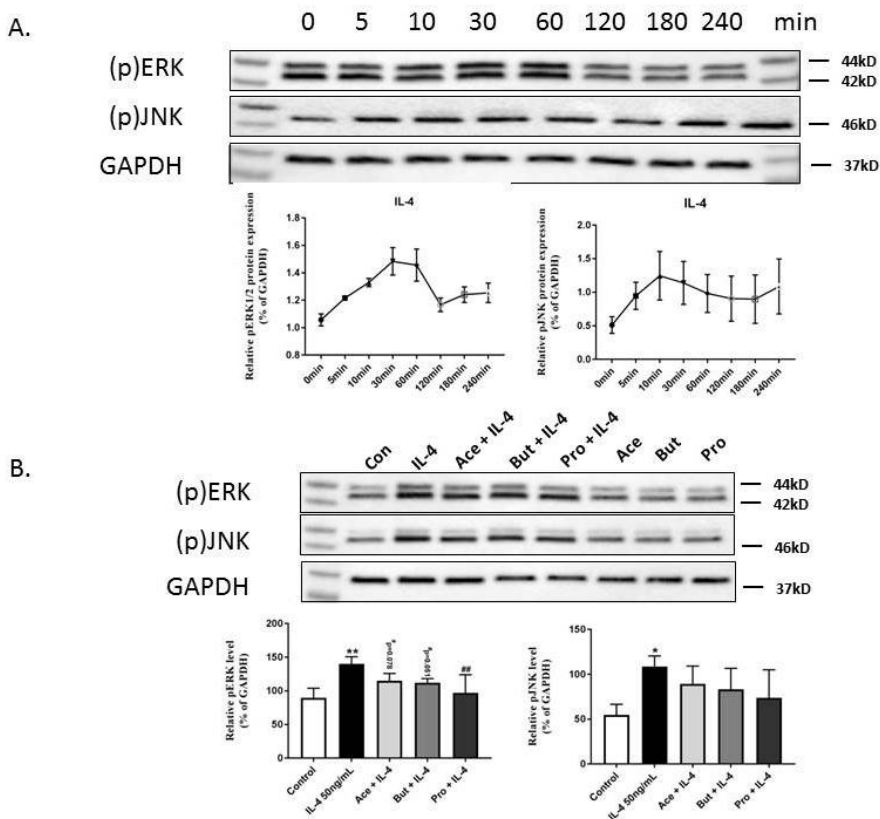 A.
0 5 10 30 60 120 180 240 min
(p)ERK
44kD
42kD
(p)JNK
46kD
GAPDH
37kD
IL-4
Relative pERK1/2 protein expression
(% of GAPDH)
1.8
1.6
1.4
1.2
1.0
0.8
0min 5min 10min 30min 60min 120min 180min 240min
IL-4
Relative pJNK protein expression
(% of GAPDH)
2.0
1.5
1.0
0.5
0.0
0min 5min 10min 30min 60min 120min 180min 240min
B.
Con IL-4 Ace + IL-4 But + IL-4 Pro + IL-4 Ace But Pro
(p)ERK
44kD
42kD
(p)JNK
46kD
GAPDH
37kD
Relative pERK level
(% of GAPDH)
200
150
100
50
0
**
# p=0.078
##
Control IL-4 50ng/mL Ace + IL-4 But + IL-4 Pro + IL-4
Relative pJNK level
(% of GAPDH)
150
100
50
0
*
Control IL-4 50ng/mL Ace + IL-4 But + IL-4 Pro + IL-4